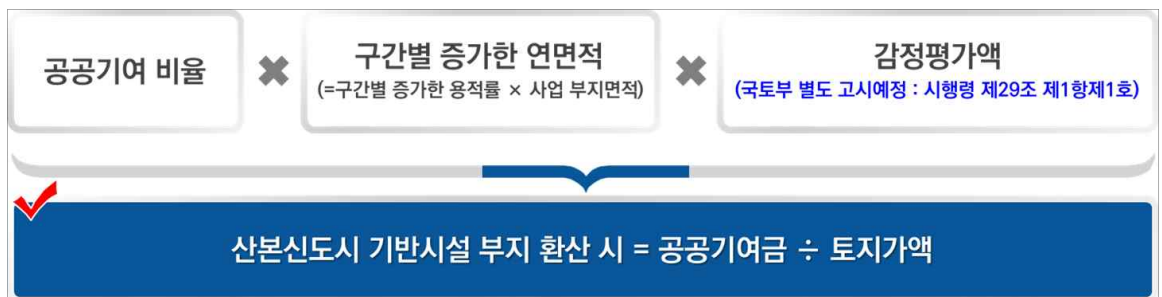 공공기여 비율
✖
구간별 증가한 연면적
(=구간별 증가한 용적률 × 사업 부지면적)
✖
감정평가액
(국토부 별도 고시예정 : 시행령 제29조 제1항제1호)
산본신도시 기반시설 부지 환산 시 = 공공기여금 ÷ 토지가액